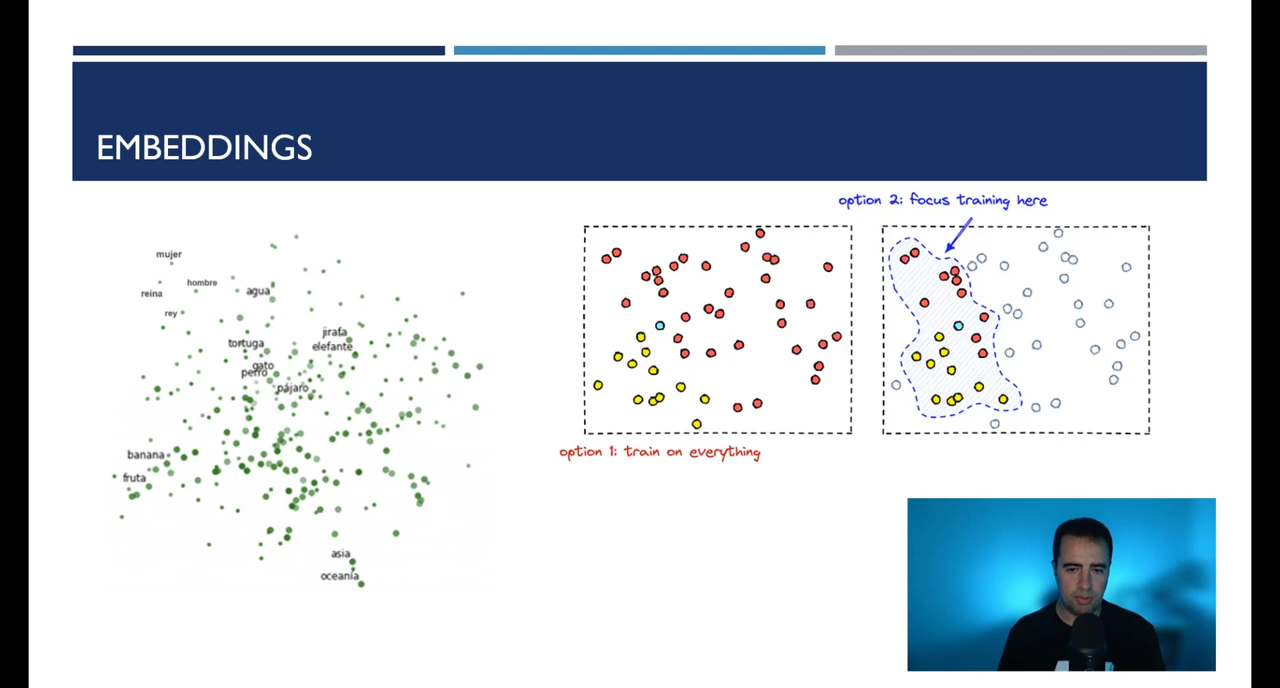 EMBEDDINGS
mujer
hombre
reina
agua
rey
jirafa
tortuga
elefante
gato
perro
pájaro
banana
fruta
asia
oceanía
option 1: train on everything
option 2: focus training here